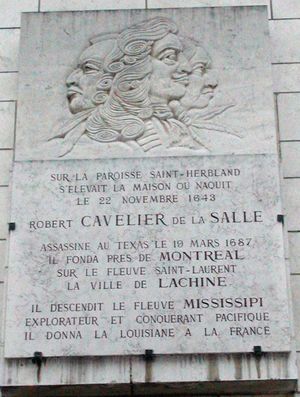 SUR LA PAROISSE SAINT-HERBLAND
S'ELEVAIT LA MAISON OU NAQUIT
LE 22 NOVEMBRE 1643
ROBERT CAVELIER DE LA SALLE
ASSASSINE AU TEXAS LE 19 MARS 1687
IL FONDA PRES DE MONTREAL
SUR LE FLEUVE SAINT-LAURENT
LA VILLE DE LACHINE
IL DESCENDIT LE FLEUVE MISSISSIPI
EXPLORATEUR ET CONQUERANT PACIFIQUE
IL DONNA LA LOUISIANE A LA FRANCE